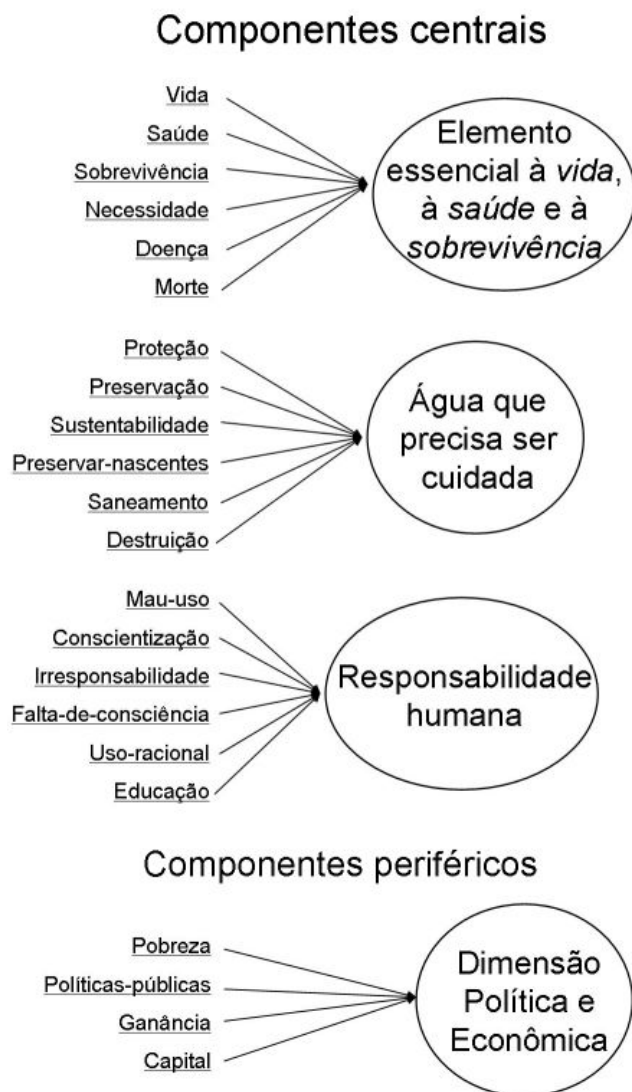 Componentes centrais
Vida
Saúde
Sobrevivência
Necessidade
Doença
Morte
Elemento
essencial à vida,
à saúde e à
sobrevivência
Proteção
Preservação
Sustentabilidade
Preservar-nascentes
Saneamento
Destruição
Água que
precisa ser
cuidada
Mau-uso
Conscientização
Irresponsabilidade
Falta-de-consciência
Uso-racional
Educação
Responsabilidade
humana
Componentes periféricos
Pobreza
Políticas-públicas
Ganância
Capital
Dimensão
Política e
Econômica